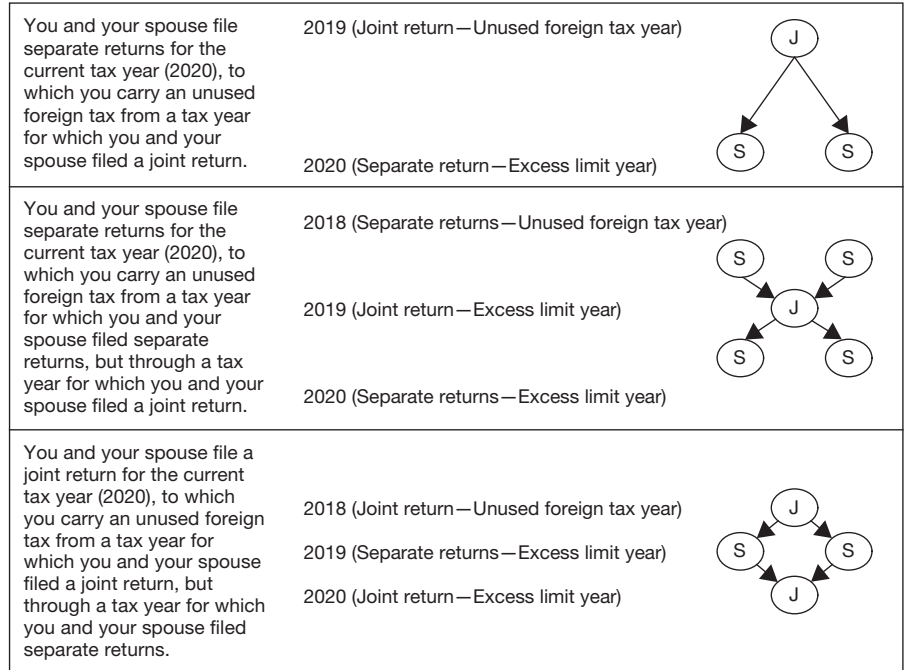 You and your spouse file
separate returns for the
current tax year (2020), to
which you carry an unused
foreign tax from a tax year
for which you and your
spouse filed a joint return.
2019 (Joint return—Unused foreign tax year)
2020 (Separate return—Excess limit year)
J
S S
You and your spouse file
separate returns for the
current tax year (2020), to
which you carry an unused
foreign tax from a tax year
for which you and your
spouse filed separate
returns, but through a tax
year for which you and your
spouse filed a joint return.
2018 (Separate returns—Unused foreign tax year)
2019 (Joint return—Excess limit year)
2020 (Separate returns—Excess limit year)
S S
J
S S
You and your spouse file a
joint return for the current
tax year (2020), to which
you carry an unused foreign
tax from a tax year for
which you and your spouse
filed a joint return, but
through a tax year for which
you and your spouse filed
separate returns.
2018 (Joint return—Unused foreign tax year)
2019 (Separate returns—Excess limit year)
2020 (Joint return—Excess limit year)
J
S S
J